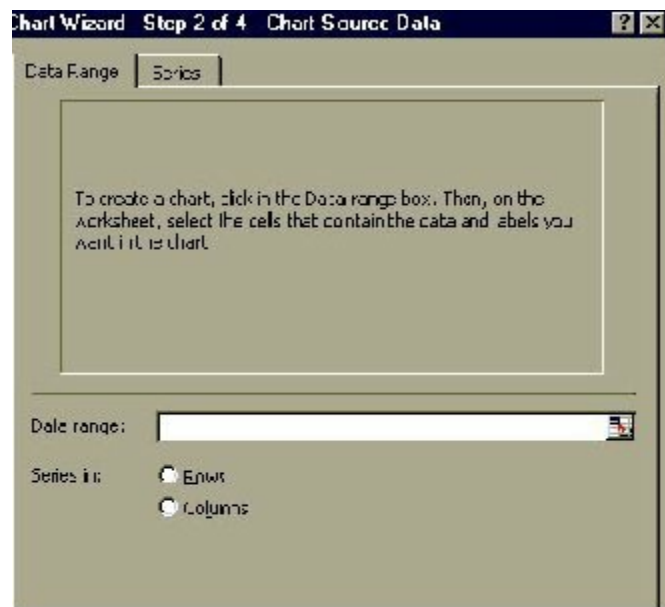 Chart Wizard Step 2 of 4 Chart Source Data
Data Range Series
To create a chart, click in the Data range box. Then, on the
worksheet, select the cells that contain the data and labels you
want in the chart
Data range:
Series in: Rows
Columns